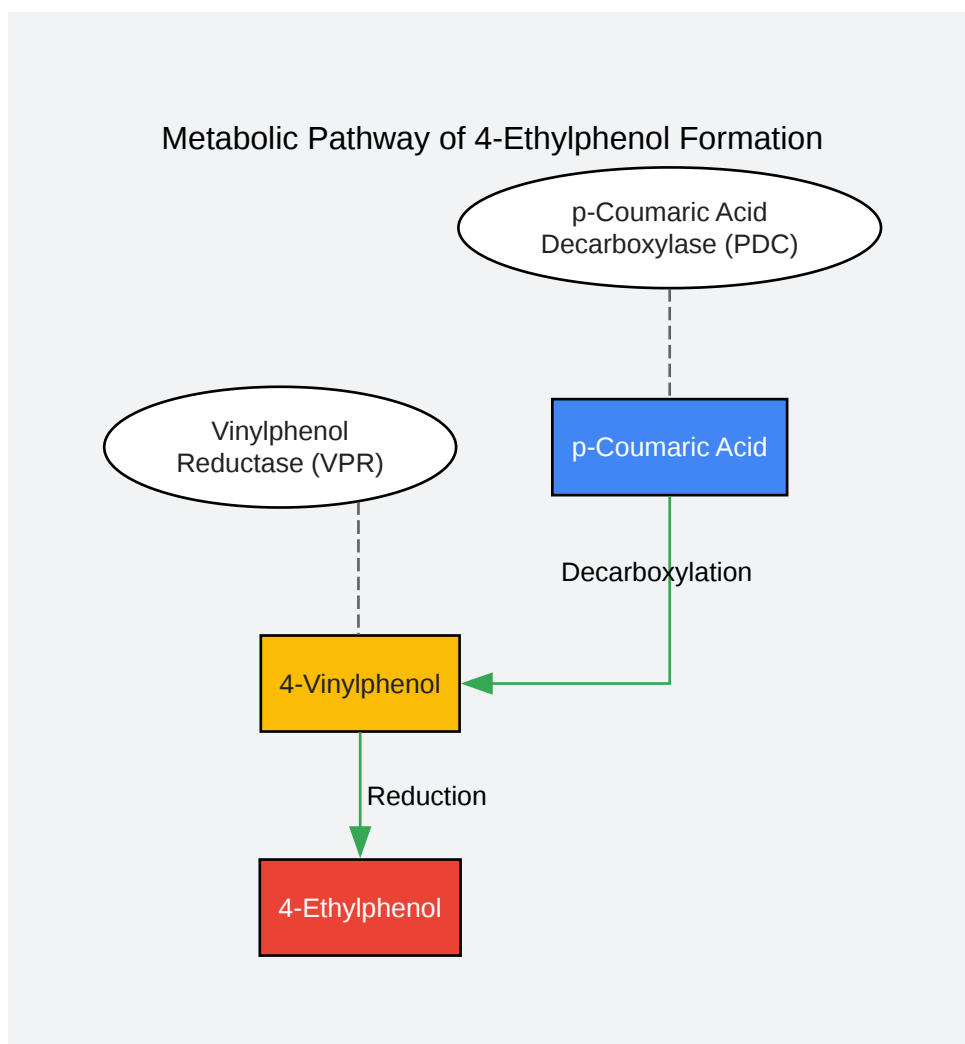 Metabolic Pathway of 4-Ethylphenol Formation
p-Coumaric Acid
Decarboxylase (PDC)
Vinylphenol
Reductase (VPR)
p-Coumaric Acid
Decarboxylation
4-Vinylphenol
Reduction
4-Ethylphenol